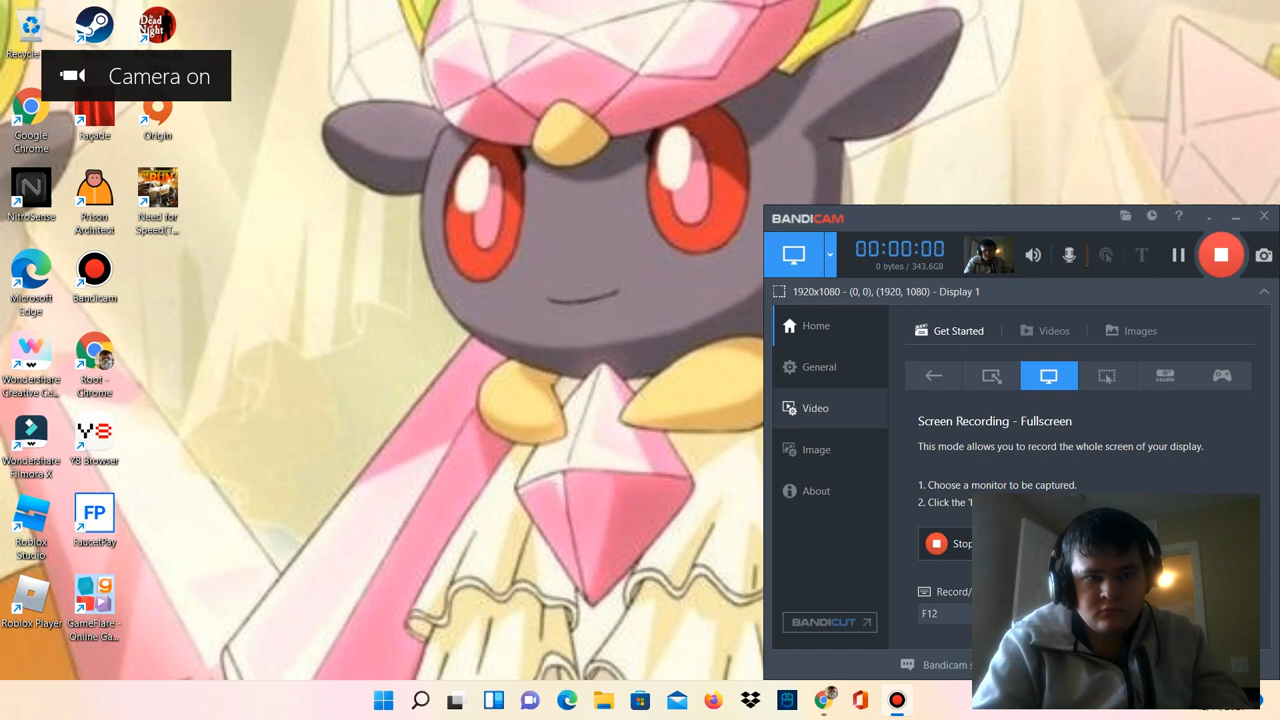 Camera on
Recycle
Dead
Night
Google
Chrome
Façade
Origin
NitroSense
Prison
Architect
Need for
Speed(T...
Microsoft
Edge
Bandicam
Wondershare
Creative Ce...
Root -
Chrome
Wondershare
Filmora X
Y8
Y8 Browser
Roblox
Studio
FP
FaucetPay
Roblox Player
GameFlare -
Online Ga...
BANDICAM
00:00:00
0 bytes / 343.6GB
1920x1080 - (0, 0), (1920, 1080) - Display 1
Home
General
Video
Image
About
BANDICUT
Get Started
Videos
Images
HDMI
Screen Recording - Fullscreen
This mode allows you to record the whole screen of your display.
1. Choose a monitor to be captured.
2. Click the
Stop
Record/
F12
Bandicam